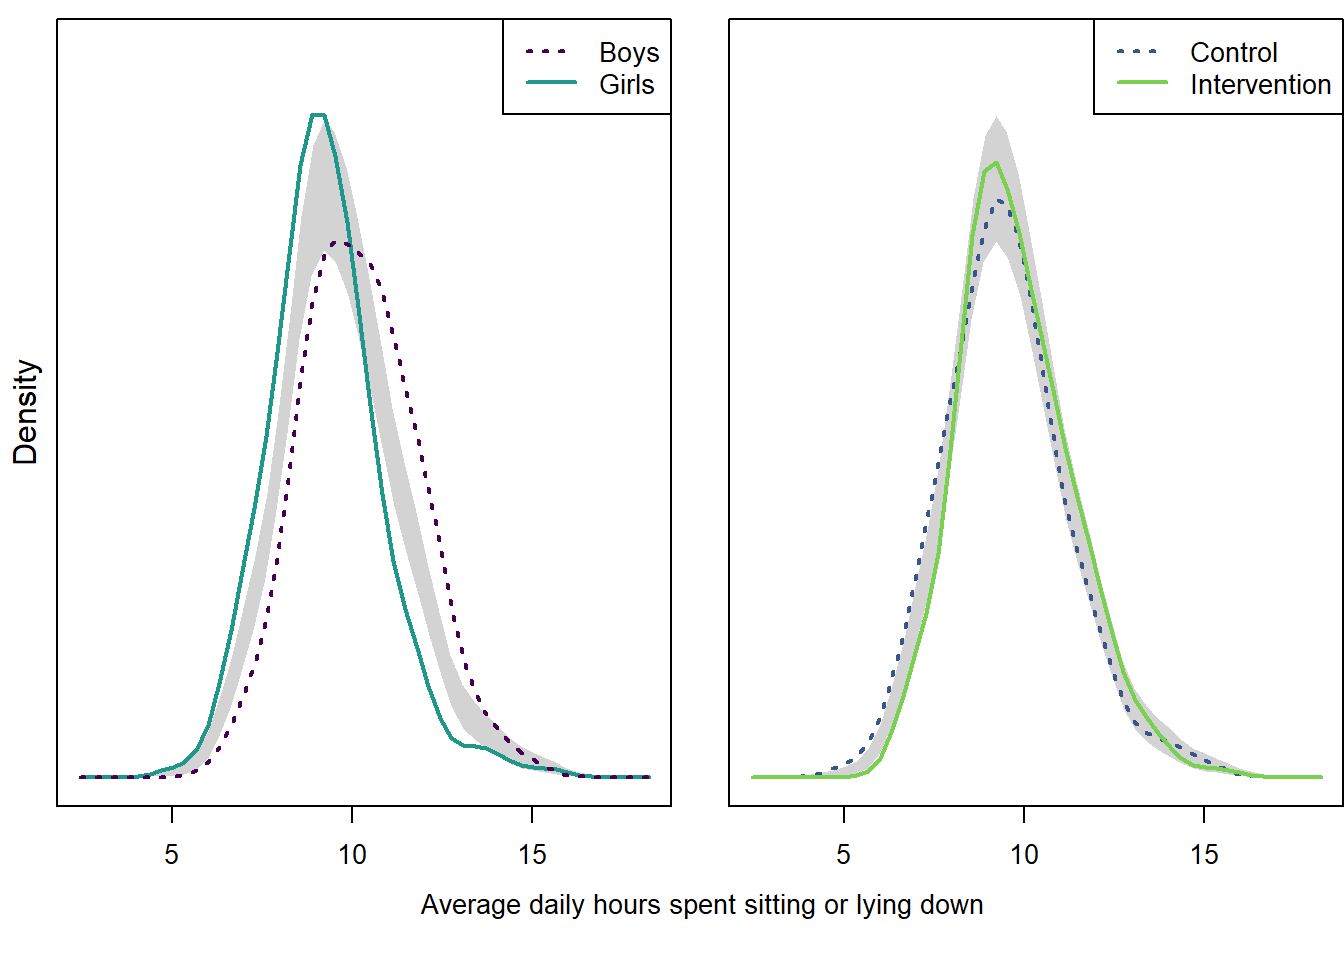 Boys
Girls
Control
Intervention
Density
5 10 15
5 10 15
Average daily hours spent sitting or lying down